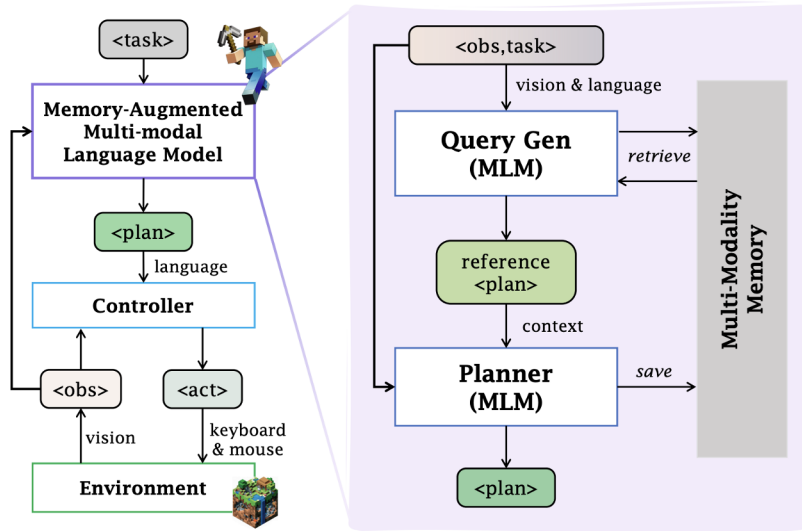 <task>
Memory-Augmented
Multi-modal
Language Model
<plan>
language
Controller
<obs>
<act>
vision
keyboard
& mouse
Environment
<obs,task>
vision & language
Query Gen
(MLM)
retrieve
reference
<plan>
context
Planner
(MLM)
save
<plan>
Multi-Modality
Memory